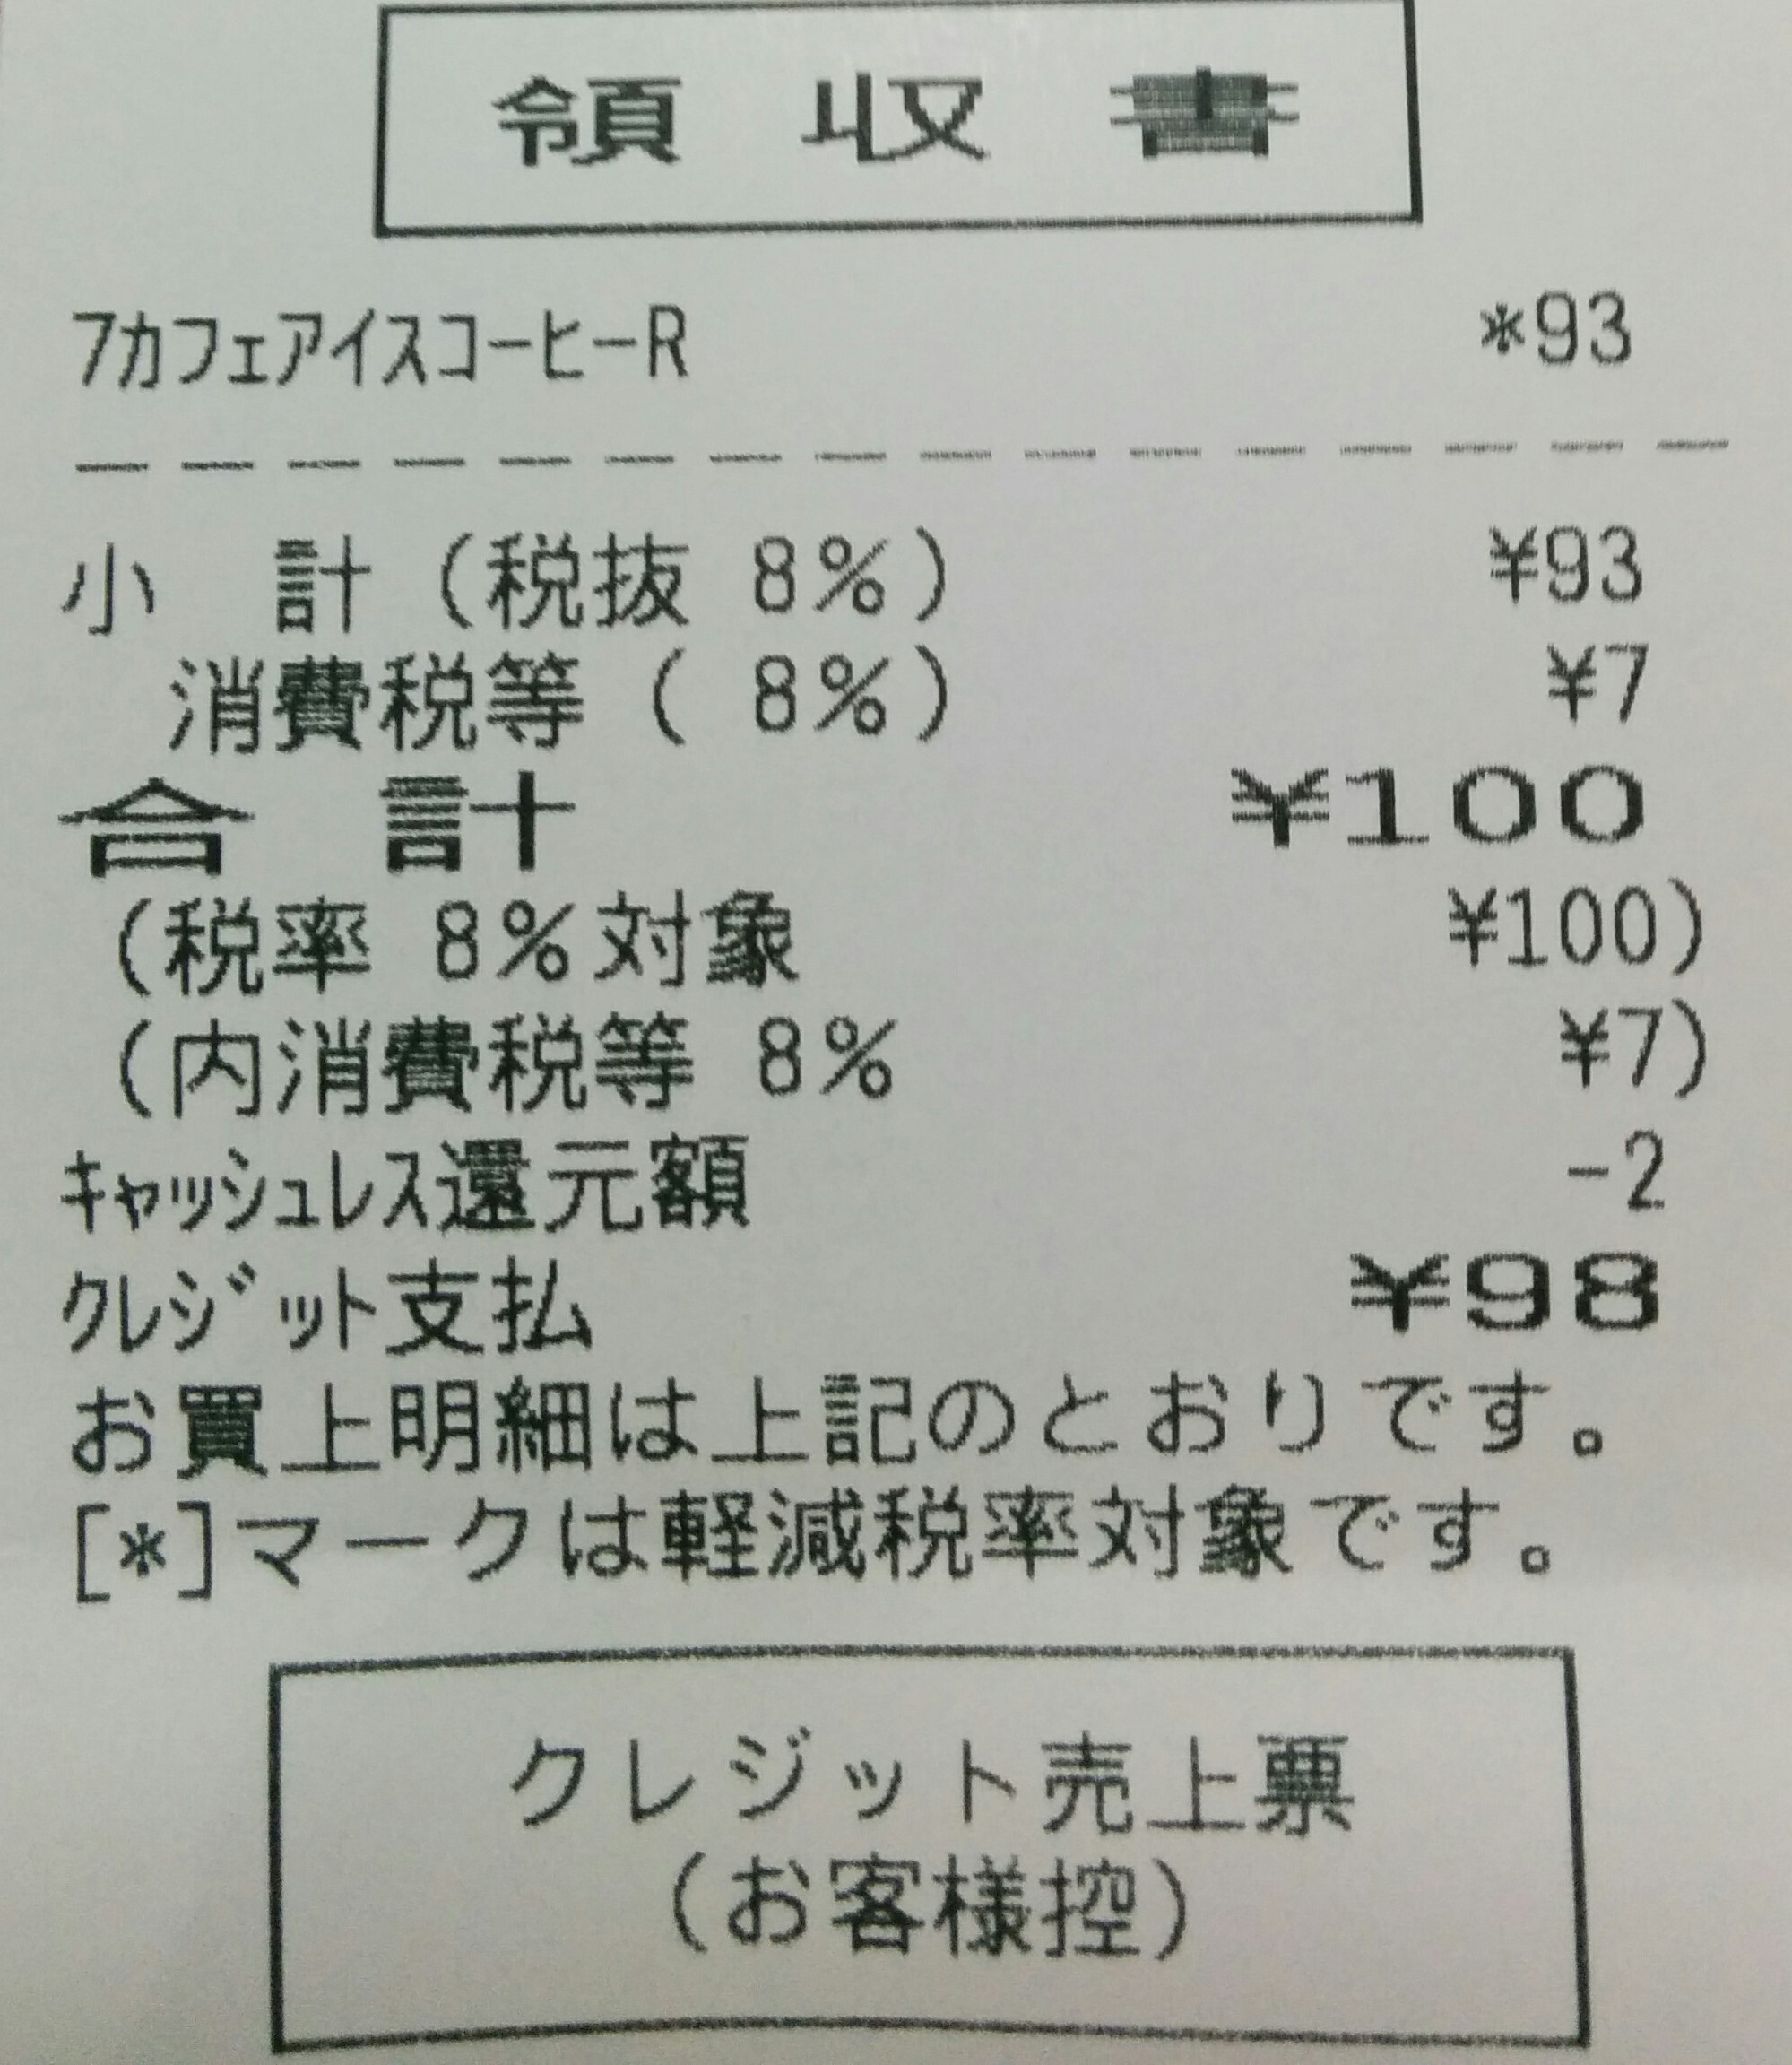 領収書
7カフェアイスコーヒーR *93
小 計(税抜 8%) ¥93
消費税等( 8%) ¥7
合 計 ¥100
(税率 8%対象 ¥100)
(内消費税等 8% ¥7)
キャッシュレス還元額 -2
クレジット支払 ¥98
お買上明細は上記のとおりです。
[*]マークは軽減税率対象です。
クレジット売上票
(お客様控)